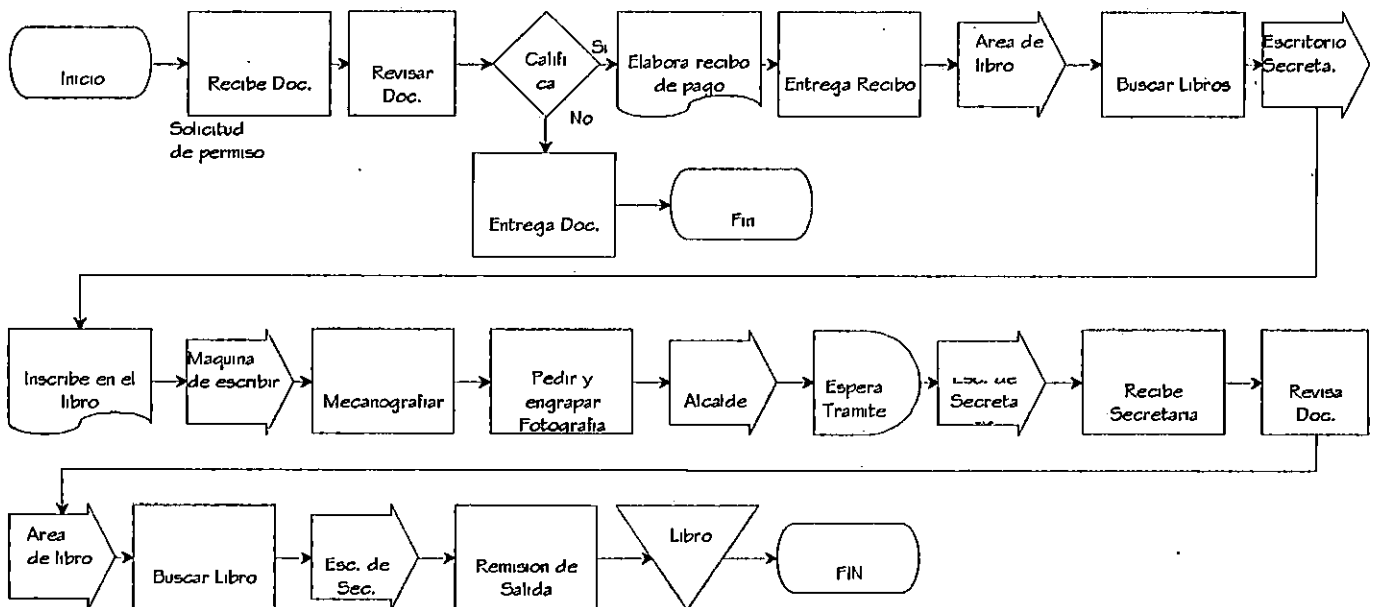 Inicio
Recibe Doc.
Solicitud
de permiso
Revisar
Doc.
Califi
ca
Si
No
Elabora recibo
de pago
Entrega Recibo
Area de
libro
Buscar Libros
Escritorio
Secreta.
Entrega Doc.
Fin
Inscribe en el
libro
Maquina
de escribir
Mecanografiar
Pedir y
engrapar
Fotografia
Alcalde
Espera
Tramite
Esc. de
Secreta
Recibe
Secretaria
Revisa
Doc.
Area
de libro
Buscar Libro
Esc. de
Sec.
Remision de
Salida
Libro
FIN